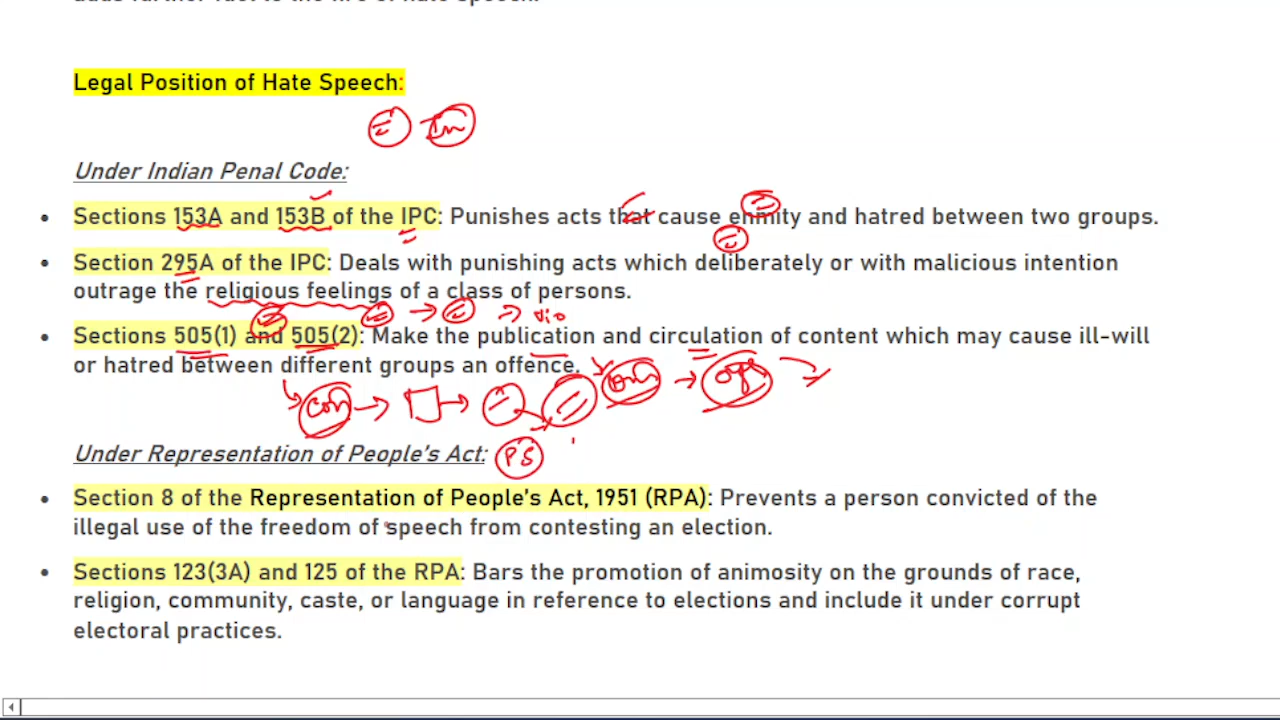 Legal Position of Hate Speech:
Under Indian Penal Code:
• Sections 153A and 153B of the IPC: Punishes acts that cause enmity and hatred between two groups.
• Section 295A of the IPC: Deals with punishing acts which deliberately or with malicious intention
outrage the religious feelings of a class of persons.
• Sections 505(1) and 505(2): Make the publication and circulation of content which may cause ill-will
or hatred between different groups an offence.
Under Representation of People's Act:
PS
• Section 8 of the Representation of People's Act, 1951 (RPA): Prevents a person convicted of the
illegal use of the freedom of speech from contesting an election.
• Sections 123(3A) and 125 of the RPA: Bars the promotion of animosity on the grounds of race,
religion, community, caste, or language in reference to elections and include it under corrupt
electoral practices.